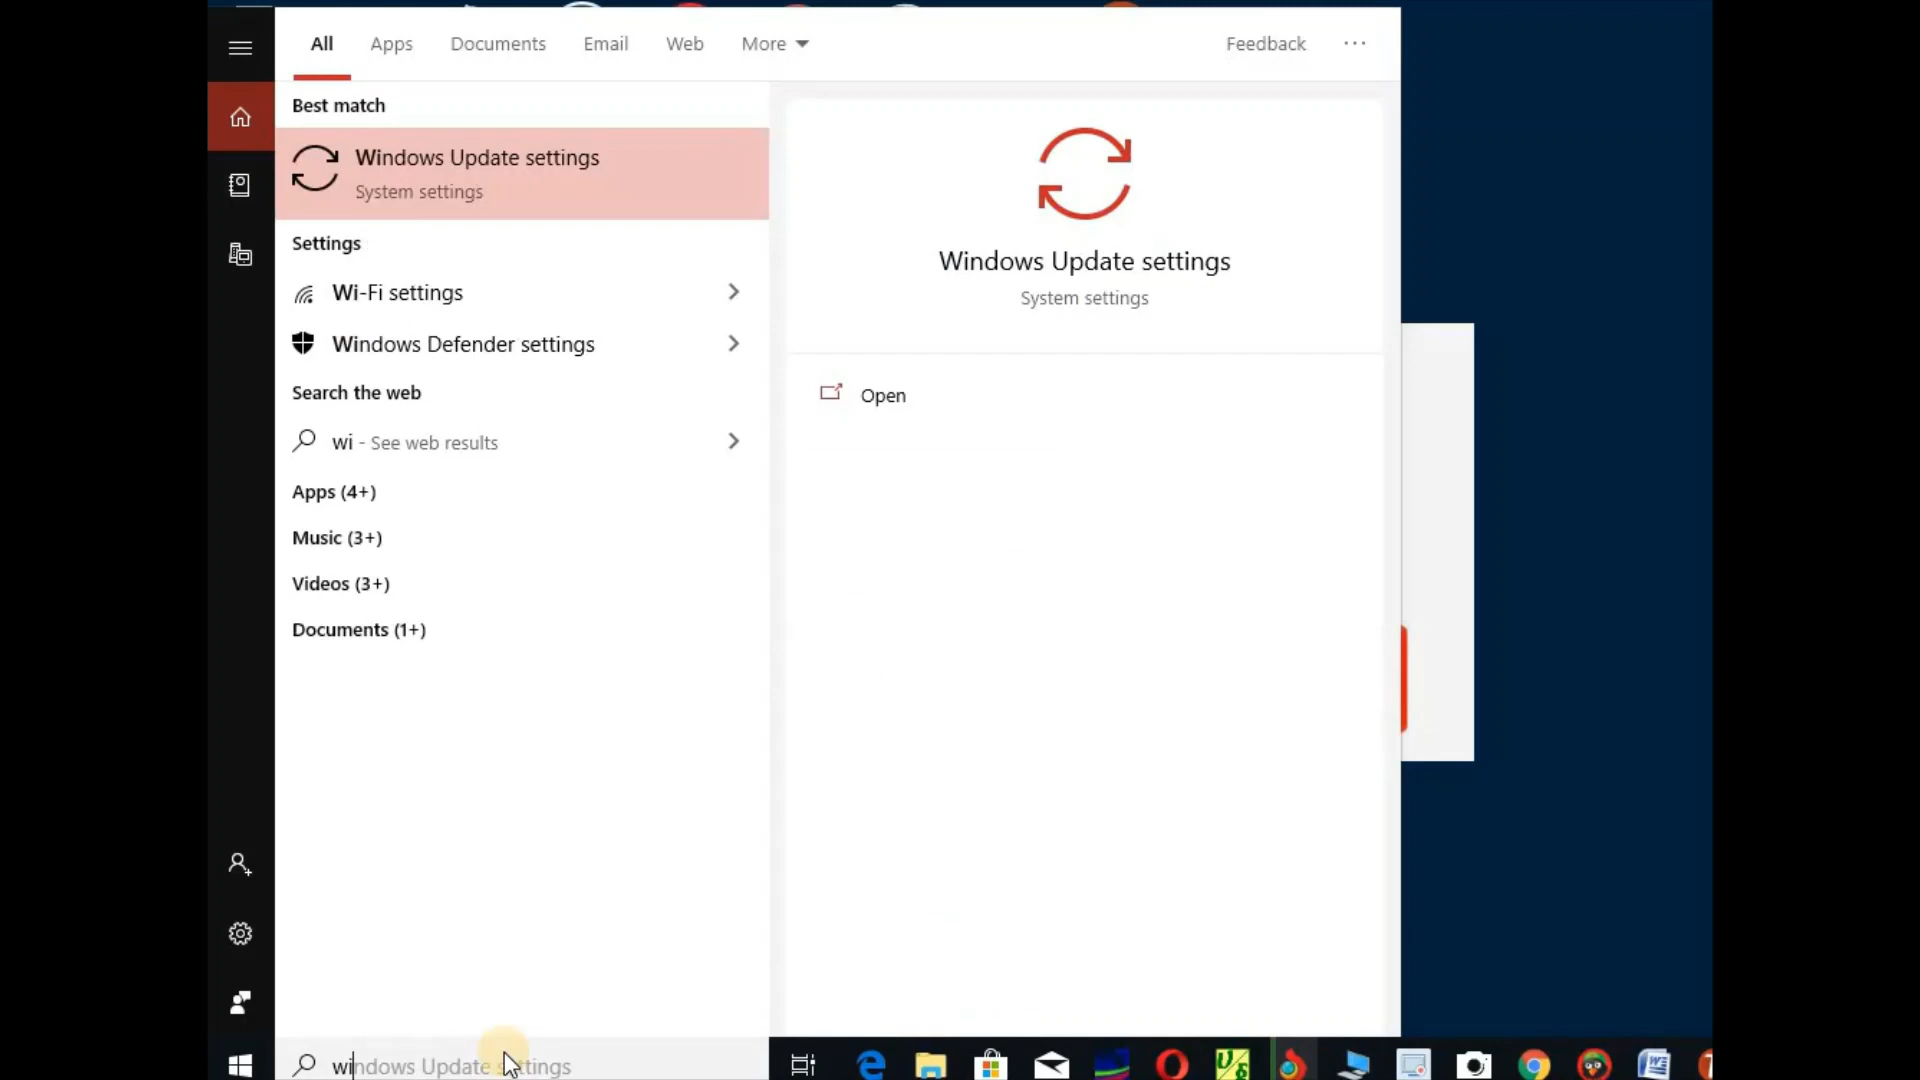 All Apps Documents Email Web More Feedback ...
Best match
Windows Update settings
System settings
Settings
Wi-Fi settings
Windows Defender settings
Search the web
wi - See web results
Apps (4+)
Music (3+)
Videos (3+)
Documents (1+)
Windows Update settings
System settings
Open
windows Update settings